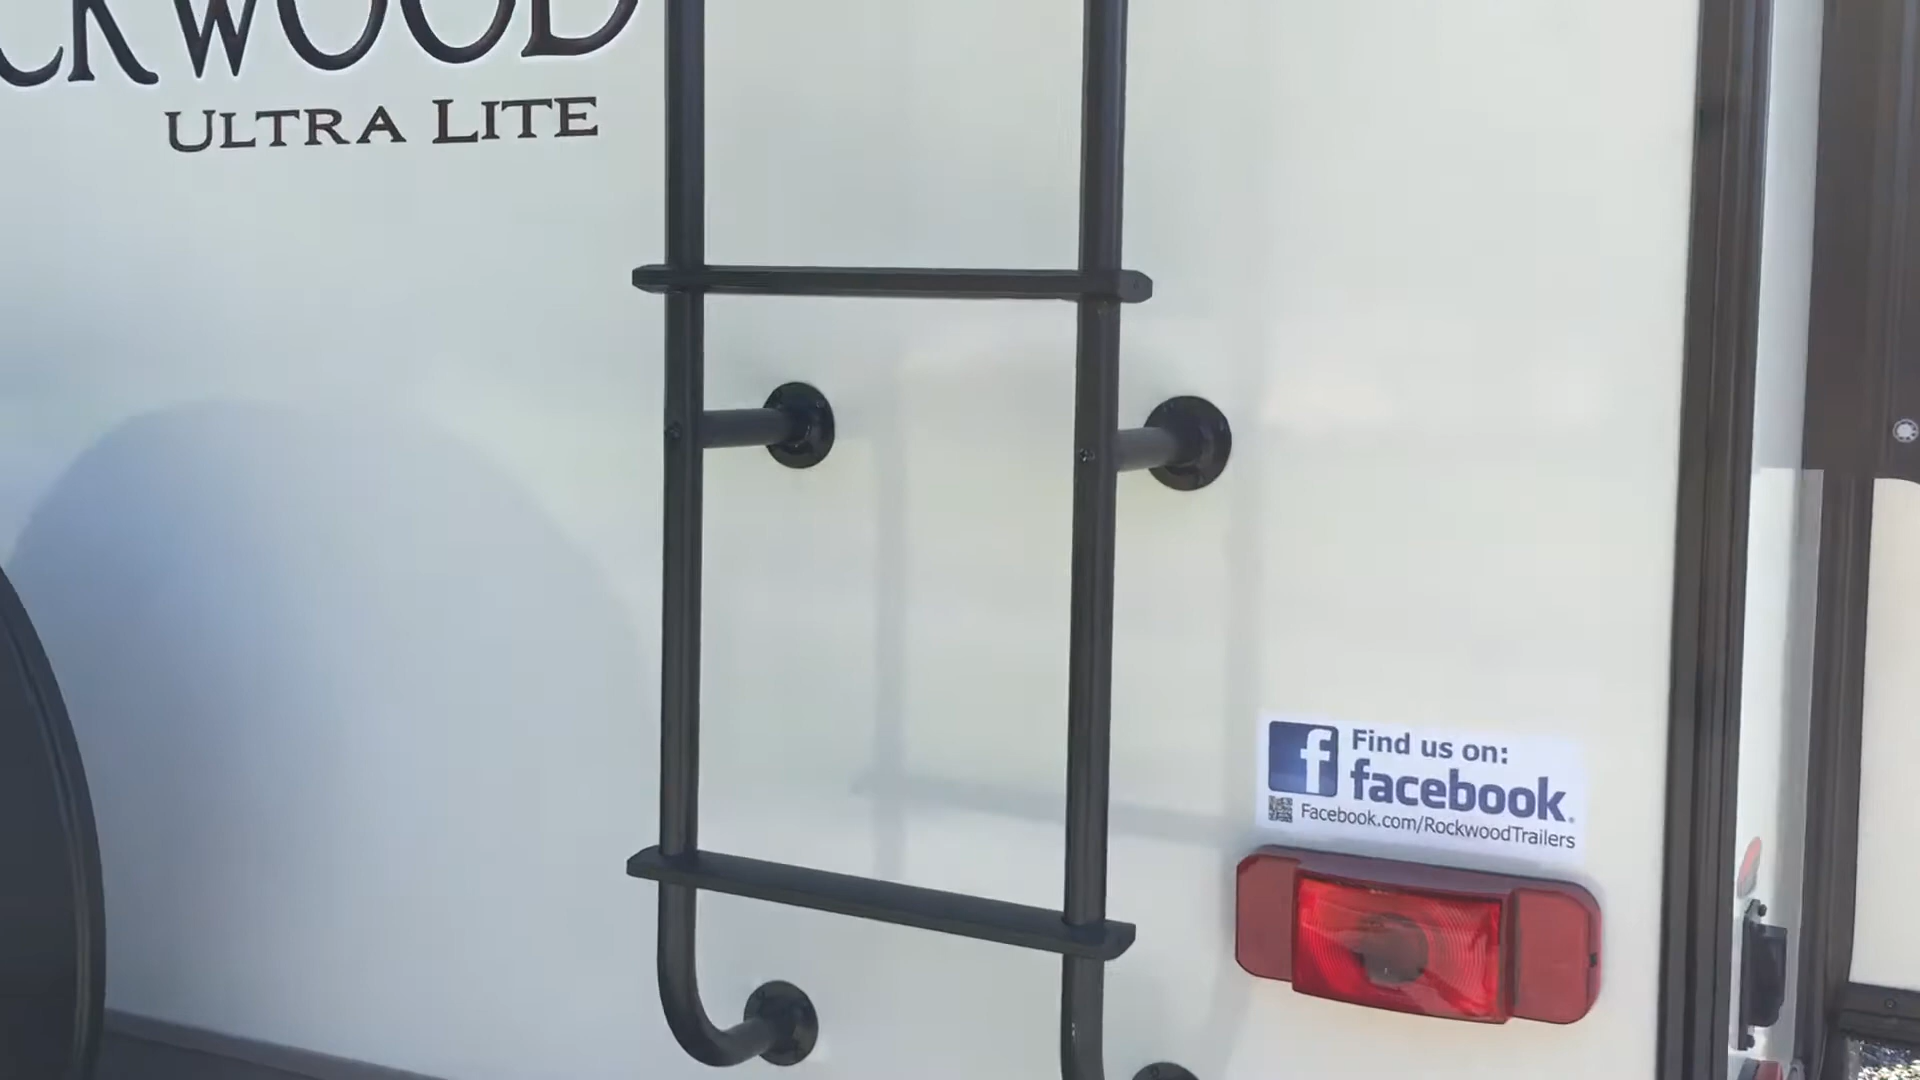 CKWOOD
ULTRA LITE
f
Find us on:
facebook.
Facebook.com/RockwoodTrailers